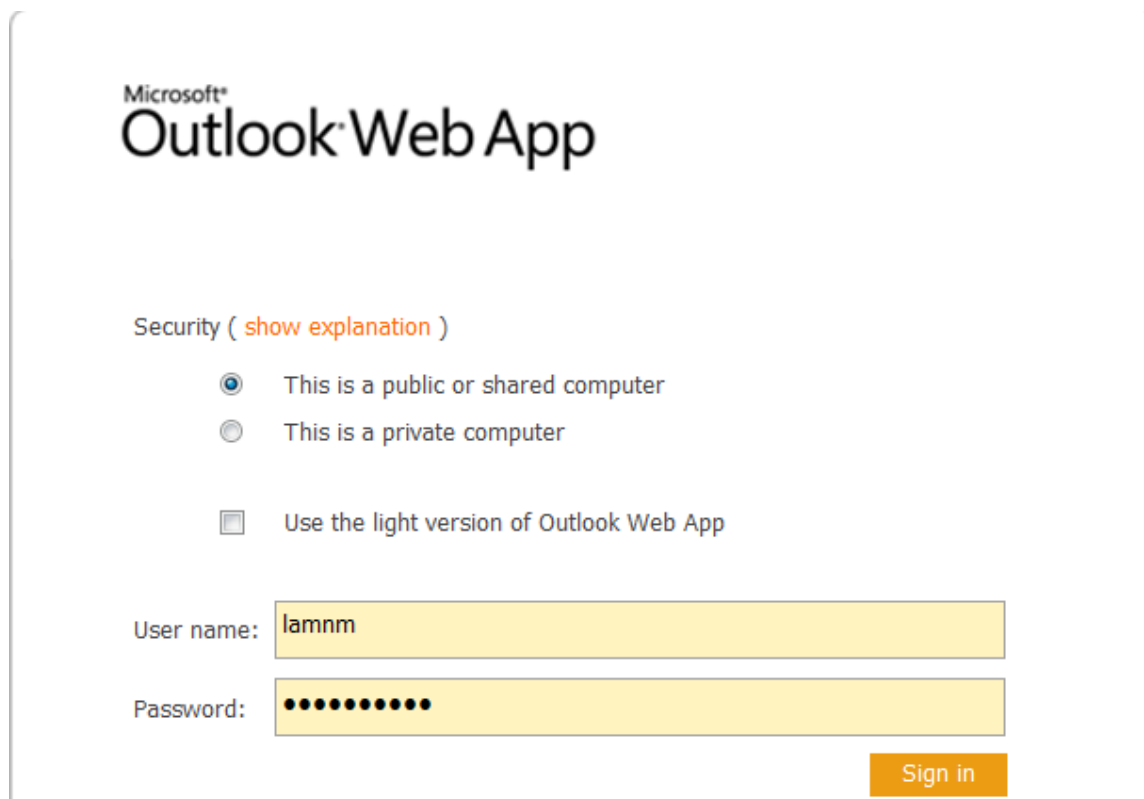 Microsoft®
Outlook® Web App
Security ( show explanation )
This is a public or shared computer
This is a private computer
Use the light version of Outlook Web App
User name: lamnm
Password: ••••••••••
Sign in